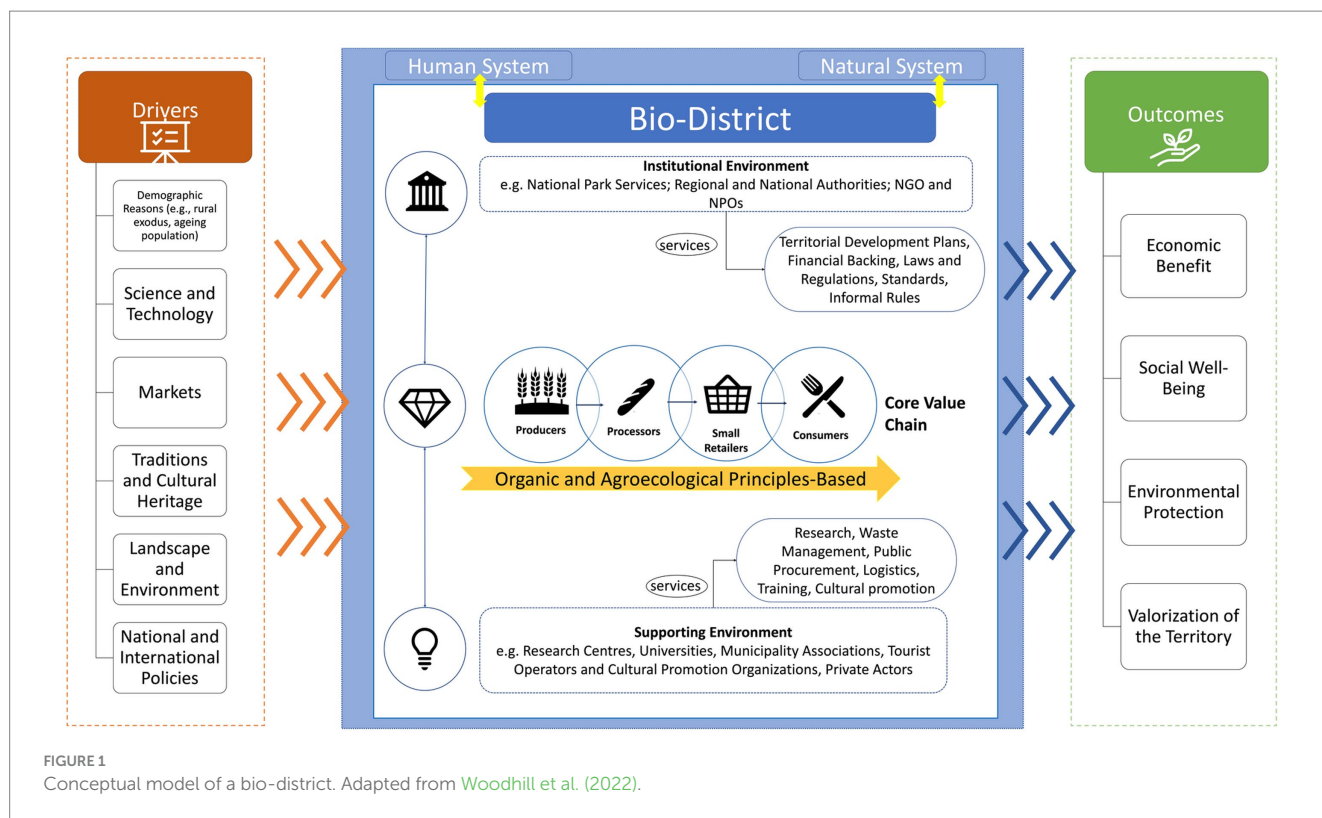 Human System
Natural System
Drivers
Demographic
Reasons (e.g., rural
exodus, ageing
population)
Science and
Technology
Markets
Traditions
and Cultural
Heritage
Landscape
and
Environment
National and
International
Policies
Bio-District
Institutional Environment
e.g. National Park Services; Regional and National Authorities; NGO and
NPOs
services
Territorial Development Plans,
Financial Backing, Laws and
Regulations, Standards,
Informal Rules
Producers
Processors
Small
Retailers
Consumers
Core Value
Chain
Organic and Agroecological Principles-Based
Research, Waste
Management, Public
Procurement, Logistics,
Training, Cultural promotion
services
Supporting Environment
e.g. Research Centres, Universities, Municipality Associations, Tourist
Operators and Cultural Promotion Organizations, Private Actors
Outcomes
Economic
Benefit
Social Well-
Being
Environmental
Protection
Valorization of
the Territory
FIGURE 1
Conceptual model of a bio-district. Adapted from Woodhill et al. (2022).